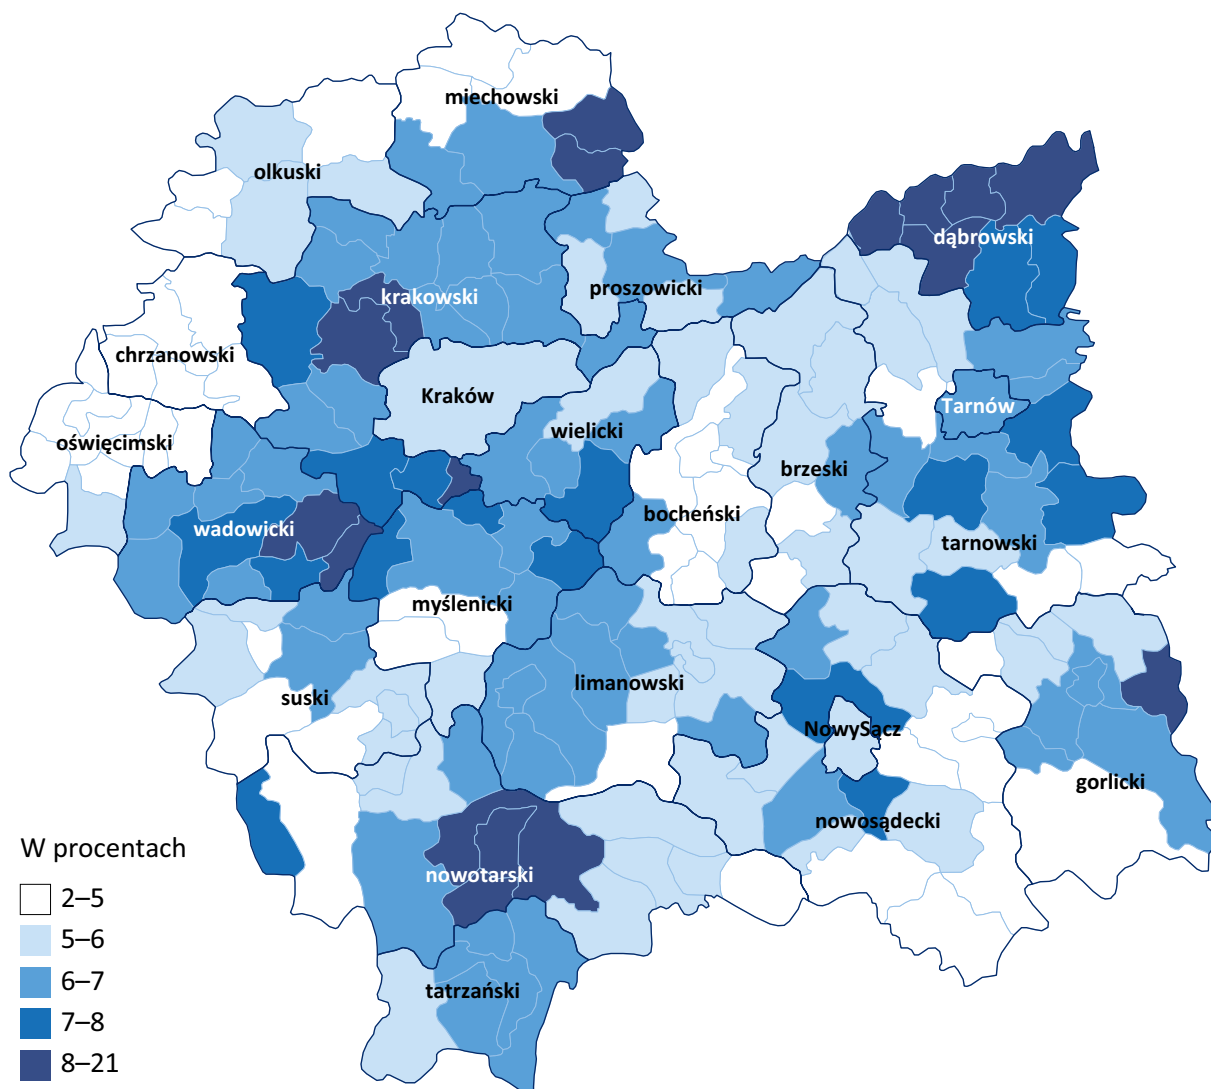 miechowski
olkuski
dąbrowski
proszowicki
krakowski
chrzanowski
Kraków
Tarnów
wielicki
oświęcimski
brzeski
bocheński
wadowicki
tarnowski
myślenicki
limanowski
suski
NowySącz
gorlicki
nowosądecki
nowotarski
tatrzański
W procentach
2–5
5–6
6–7
7–8
8–21